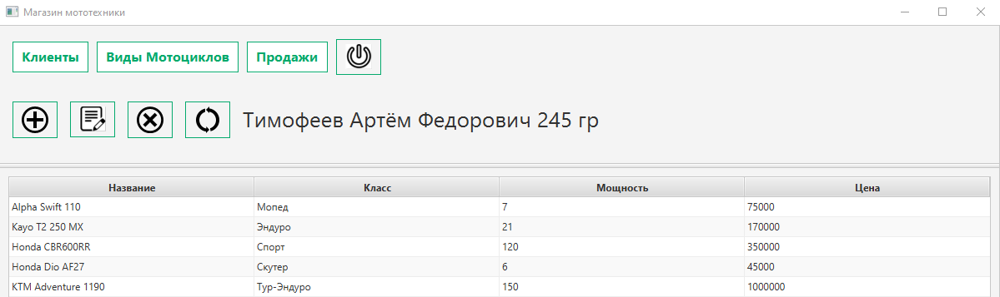 Магазин мототехники
Клиенты Виды Мотоциклов Продажи
Тимофеев Артём Федорович 245 гр
Название Класс Мощность Цена
Alpha Swift 110 Мопед 7 75000
Kayo T2 250 MX Эндуро 21 170000
Honda CBR600RR Спорт 120 350000
Honda Dio AF27 Скутер 6 45000
KTM Adventure 1190 Тур-Эндуро 150 1000000